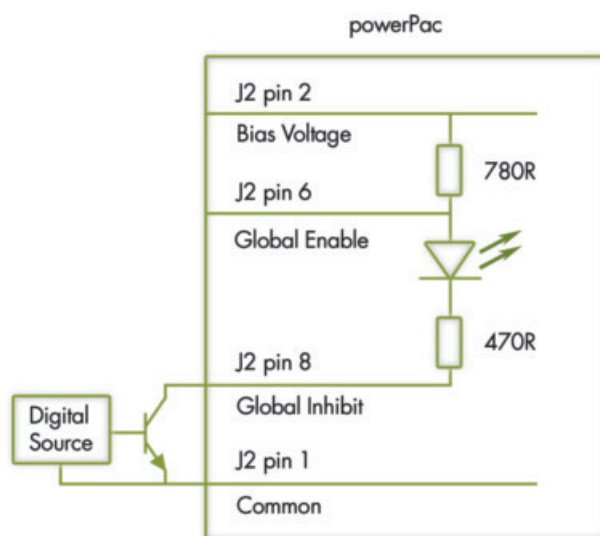 powerPac
J2 pin 2
Bias Voltage
780R
J2 pin 6
Global Enable
470R
J2 pin 8
Global Inhibit
Digital
Source
J2 pin 1
Common